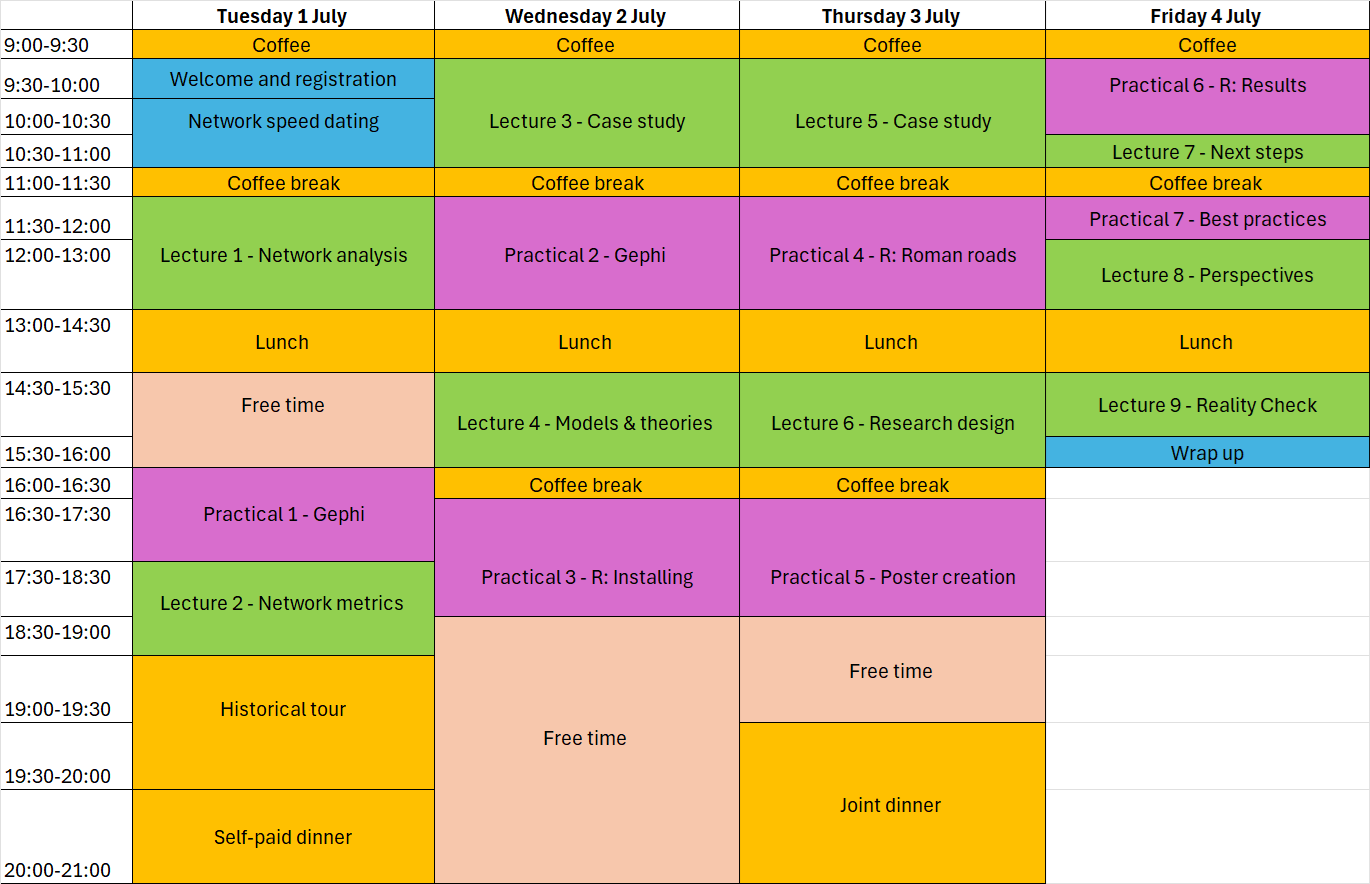 Tuesday 1 July
Wednesday 2 July
Thursday 3 July
Friday 4 July
9:00-9:30
Coffee
Coffee
Coffee
Coffee
9:30-10:00
Welcome and registration
Practical 6 - R: Results
10:00-10:30
Network speed dating
Lecture 3 - Case study
Lecture 5 - Case study
10:30-11:00
Lecture 7 - Next steps
11:00-11:30
Coffee break
Coffee break
Coffee break
Coffee break
11:30-12:00
Practical 7 - Best practices
12:00-13:00
Lecture 1 - Network analysis
Practical 2 - Gephi
Practical 4 - R: Roman roads
Lecture 8 - Perspectives
13:00-14:30
Lunch
Lunch
Lunch
Lunch
14:30-15:30
Free time
Lecture 4 - Models & theories
Lecture 6 - Research design
Lecture 9 - Reality Check
15:30-16:00
Wrap up
16:00-16:30
Coffee break
Coffee break
16:30-17:30
Practical 1 - Gephi
17:30-18:30
Practical 3 - R: Installing
Practical 5 - Poster creation
Lecture 2 - Network metrics
18:30-19:00
Free time
19:00-19:30
Historical tour
Free time
19:30-20:00
Joint dinner
Self-paid dinner
20:00-21:00